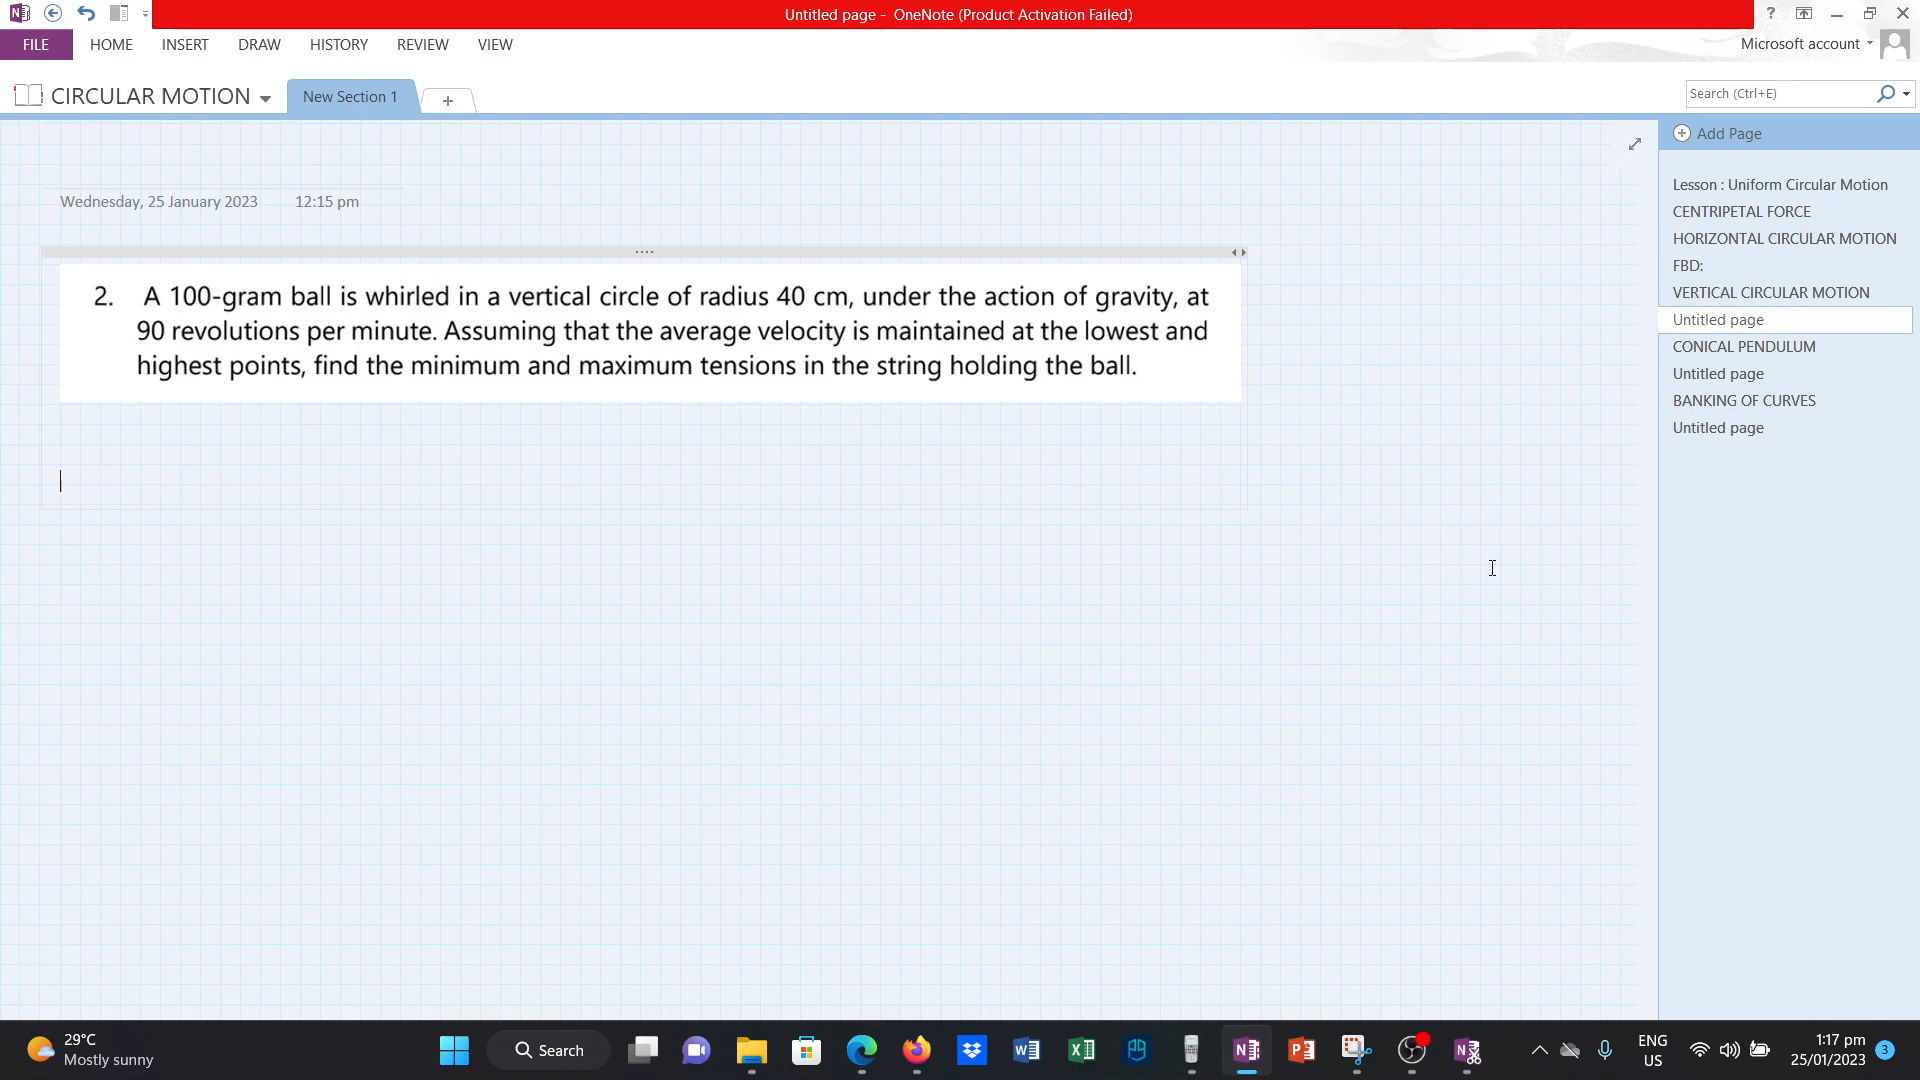 Untitled page - OneNote (Product Activation Failed)
?
FILE HOME INSERT DRAW HISTORY REVIEW VIEW
Microsoft account
CIRCULAR MOTION
New Section 1
+
Search (Ctrl+E)
Add Page
Wednesday, 25 January 2023 12:15 pm
2. A 100-gram ball is whirled in a vertical circle of radius 40 cm, under the action of gravity, at
90 revolutions per minute. Assuming that the average velocity is maintained at the lowest and
highest points, find the minimum and maximum tensions in the string holding the ball.
Lesson : Uniform Circular Motion
CENTRIPETAL FORCE
HORIZONTAL CIRCULAR MOTION
FBD:
VERTICAL CIRCULAR MOTION
Untitled page
CONICAL PENDULUM
Untitled page
BANKING OF CURVES
Untitled page
29°C
Mostly sunny
Search
ENG
US
1:17 pm
25/01/2023
3